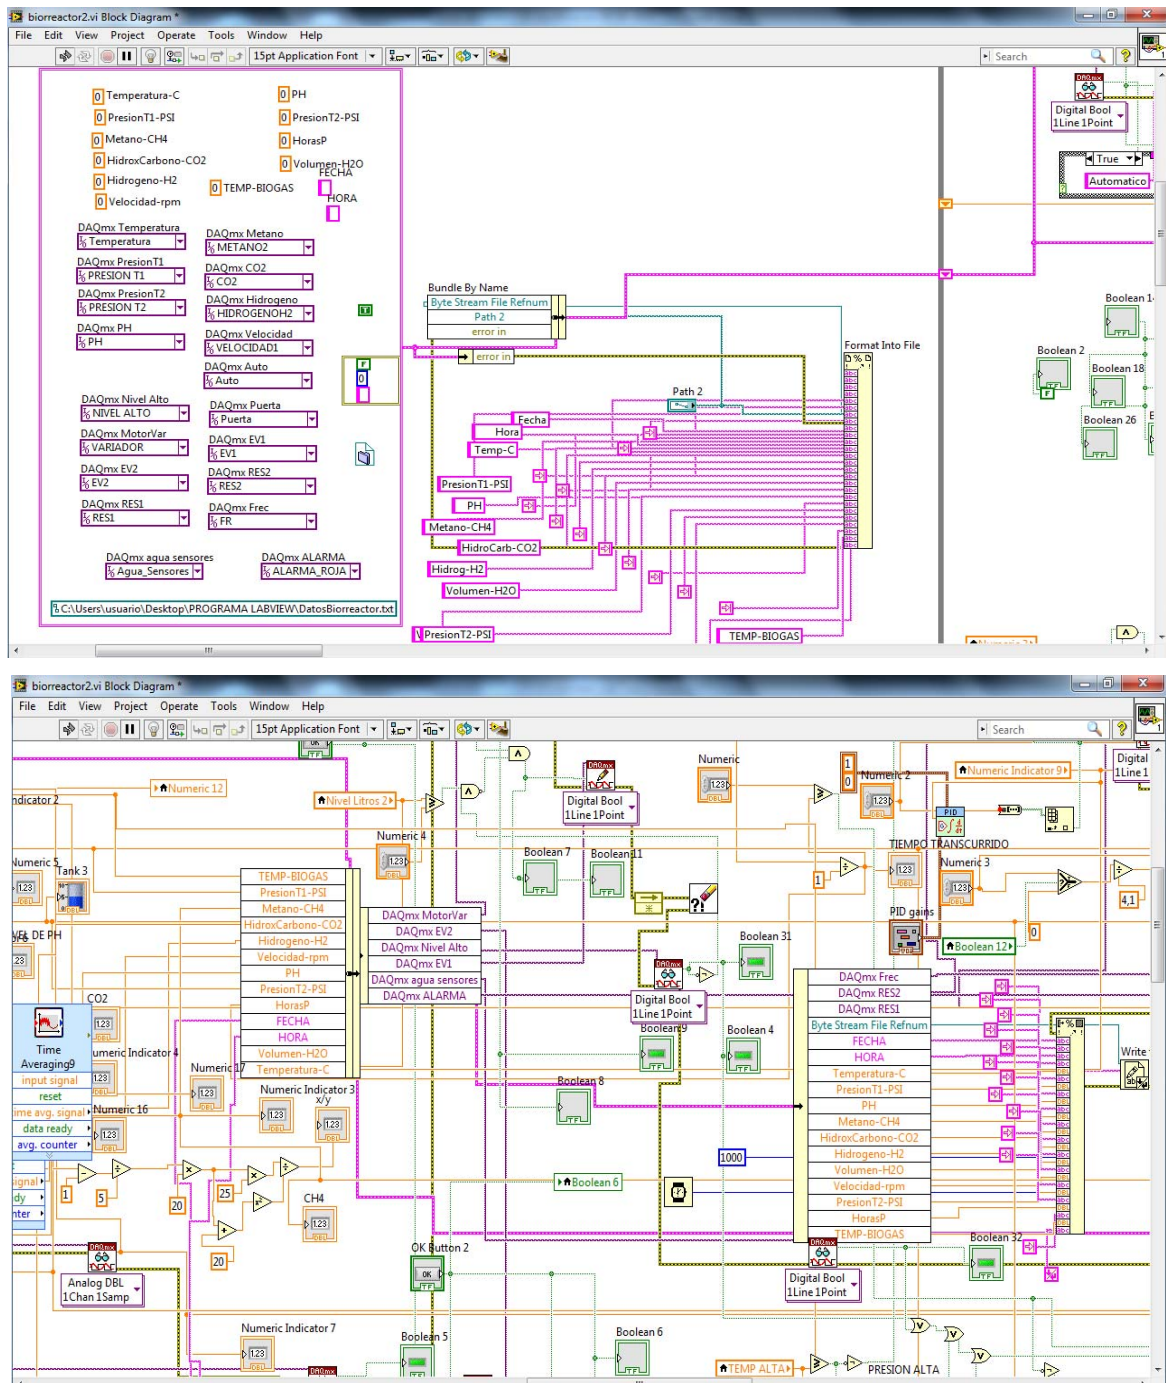 biorreactor2.vi Block Diagram *
File Edit View Project Operate Tools Window Help
15pt Application Font
Search
0 Temperatura-C
0 PH
0 PresionT1-PSI
0 PresionT2-PSI
0 Metano-CH4
0 HorasP
0 HidroxCarbono-CO2
0 Volumen-H2O
0 Hidrogeno-H2
0 TEMP-BIOGAS
FECHA
0 Velocidad-rpm
HORA
DAQmx Temperatura
Temperatura
DAQmx Metano
METANO2
DAQmx PresionT1
PRESION T1
DAQmx CO2
CO2
DAQmx PresionT2
PRESION T2
DAQmx Hidrogeno
HIDROGENOH2
DAQmx PH
PH
DAQmx Velocidad
VELOCIDAD1
DAQmx Auto
Auto
DAQmx Nivel Alto
NIVEL ALTO
DAQmx Puerta
Puerta
DAQmx MotorVar
VARIADOR
DAQmx EV1
EV1
DAQmx EV2
EV2
DAQmx RES2
RES2
DAQmx RES1
RES1
DAQmx Frec
FR
DAQmx agua sensores
Agua_Sensores
DAQmx ALARMA
ALARMA_ROJA
C:\Users\usuario\Desktop\PROGRAMA LABVIEW\DatosBiorreactor.txt
T
F
0
Bundle By Name
Byte Stream File Refnum
Path 2
error in
error in
Format Into File
Path 2
Fecha
Hora
Temp-C
PresionT1-PSI
PH
Metano-CH4
HidroCarb-CO2
Hidrog-H2
Volumen-H2O
PresionT2-PSI
TEMP-BIOGAS
DAQmx
Digital Bool
1Line 1Point
True
Automatico
Boolean 14
Boolean 2
F
Boolean 18
Boolean 26
biorreactor2.vi Block Diagram *
File Edit View Project Operate Tools Window Help
15pt Application Font
Search
Numeric 12
Nivel Litros 2
Numeric 4
Numeric 5
Tank 3
TEMP-BIOGAS
PresionT1-PSI
Metano-CH4
HidroxCarbono-CO2
Hidrogeno-H2
Velocidad-rpm
PH
PresionT2-PSI
HorasP
FECHA
HORA
Volumen-H2O
Temperatura-C
DAQmx MotorVar
DAQmx EV2
DAQmx Nivel Alto
DAQmx EV1
DAQmx agua sensores
DAQmx ALARMA
CO2
Time
Averaging9
input signal
reset
time avg. signal
data ready
avg. counter
Numeric Indicator 4
Numeric 16
Numeric 17
Numeric Indicator 3
x/y
1
5
20
25
20
CH4
DAQmx
Analog DBL
1Chan 1Samp
Numeric Indicator 7
OK Button 2
OK
Boolean 5
Boolean 6
DAQmx
Digital Bool
1Line 1Point
Boolean 7
Boolean 11
Boolean 31
DAQmx
Digital Bool
1Line 1Point
Boolean 9
Boolean 4
Boolean 8
Boolean 6
1000
Numeric
1
0
Numeric 2
Numeric Indicator 9
PID
TIEMPO TRANSCURRIDO
1
Numeric 3
4,1
0
PID gains
Boolean 12
DAQmx Frec
DAQmx RES2
DAQmx RES1
Byte Stream File Refnum
FECHA
HORA
Temperatura-C
PresionT1-PSI
PH
Metano-CH4
HidroxCarbono-CO2
Hidrogeno-H2
Volumen-H2O
Velocidad-rpm
PresionT2-PSI
HorasP
TEMP-BIOGAS
Write
Boolean 32
DAQmx
Digital Bool
1Line 1Point
TEMP ALTA
PRESION ALTA